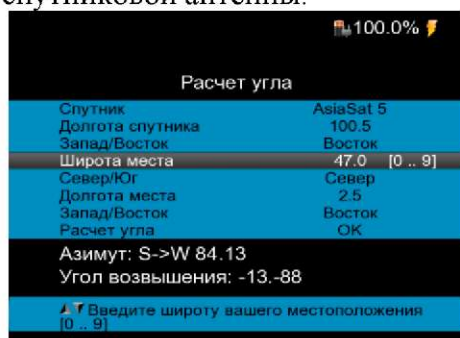 спутниковой антенны.
100.0%
Расчет угла
Спутник AsiaSat 5
Долгота спутника 100.5
Запад/Восток Восток
Широта места 47.0 [0 .. 9]
Север/Юг Север
Долгота места 2.5
Запад/Восток Восток
Расчет угла OK
Азимут: S->W 84.13
Угол возвышения: -13.-88
Введите широту вашего местоположения
[0 .. 9]